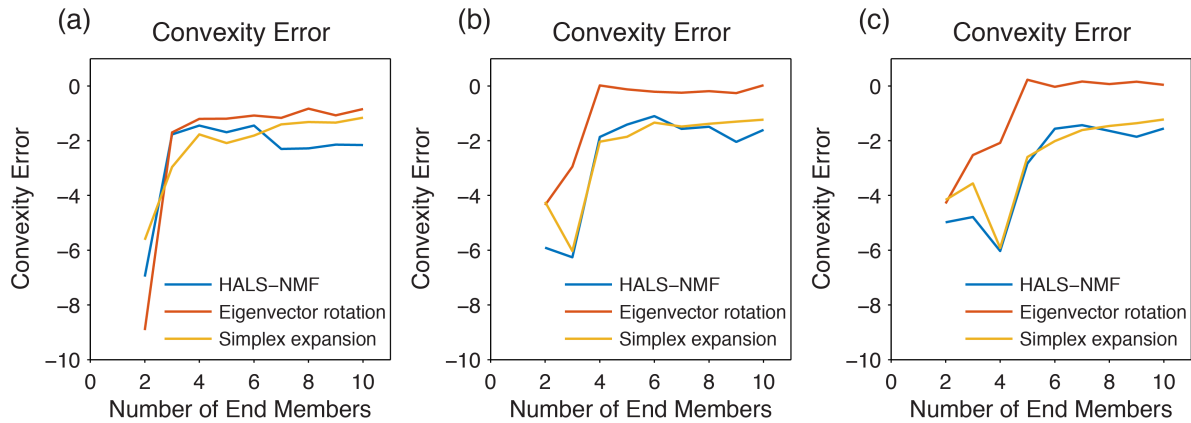 (a)
Convexity Error
Convexity Error
0
−2
−4
−6
−8
−10
HALS−NMF
Eigenvector rotation
Simplex expansion
0 2 4 6 8 10
Number of End Members
(b)
Convexity Error
Convexity Error
0
−2
−4
−6
−8
−10
HALS−NMF
Eigenvector rotation
Simplex expansion
0 2 4 6 8 10
Number of End Members
(c)
Convexity Error
Convexity Error
0
−2
−4
−6
−8
−10
HALS−NMF
Eigenvector rotation
Simplex expansion
0 2 4 6 8 10
Number of End Members